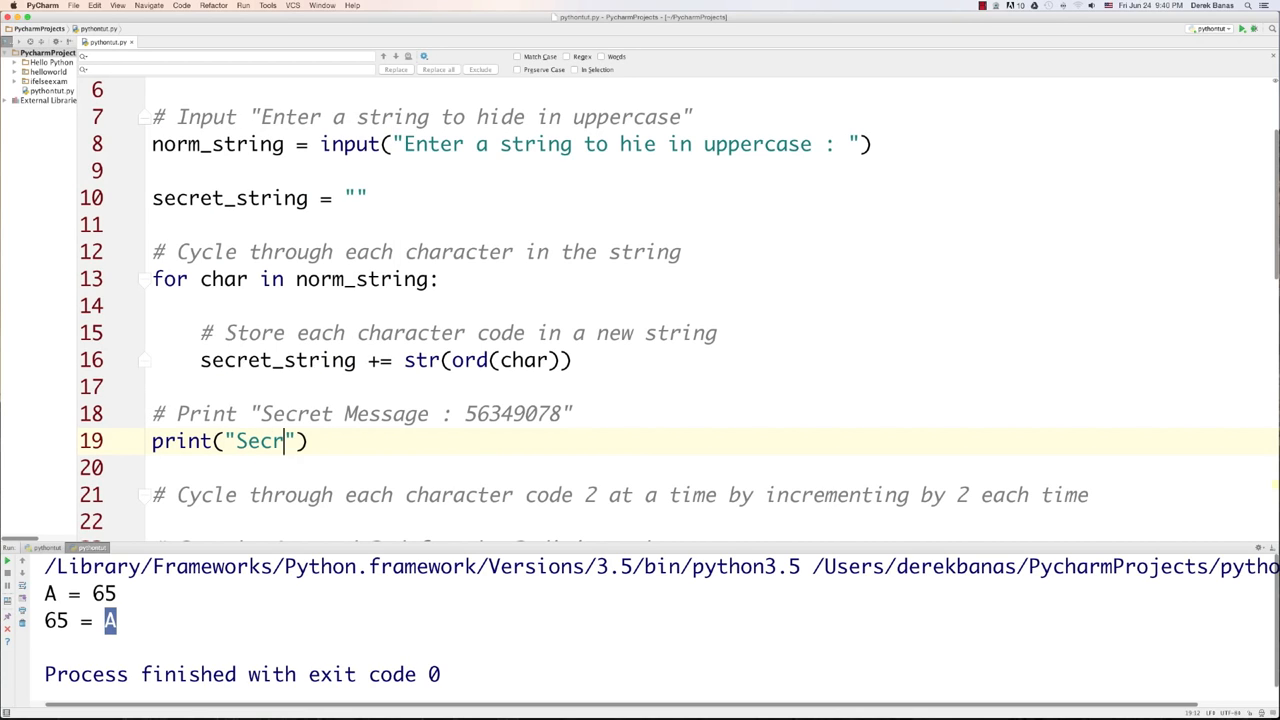 PyCharm File Edit View Navigate Code Refactor Run Tools VCS Window Help
Fri Jun 24 9:40 PM Derek Banas
pythontut.py - PycharmProjects - [~/PycharmProjects]
PycharmProjects pythontut.py
pythontut
pythontut.py
PycharmProject
Hello Python
helloworld
ifelseexam
pythontut.py
External Librarie
Match Case Regex Words
Replace Replace all Exclude Preserve Case In Selection
6
7 # Input "Enter a string to hide in uppercase"
8 norm_string = input("Enter a string to hie in uppercase : ")
9
10 secret_string = ""
11
12 # Cycle through each character in the string
13 for char in norm_string:
14
15 # Store each character code in a new string
16 secret_string += str(ord(char))
17
18 # Print "Secret Message : 56349078"
19 print("Secr")
20
21 # Cycle through each character code 2 at a time by incrementing by 2 each time
22
Run: pythontut pythontut
/Library/Frameworks/Python.framework/Versions/3.5/bin/python3.5 /Users/derekbanas/PycharmProjects/pytho
A = 65
65 = A
Process finished with exit code 0
19:12 LF UTF-8